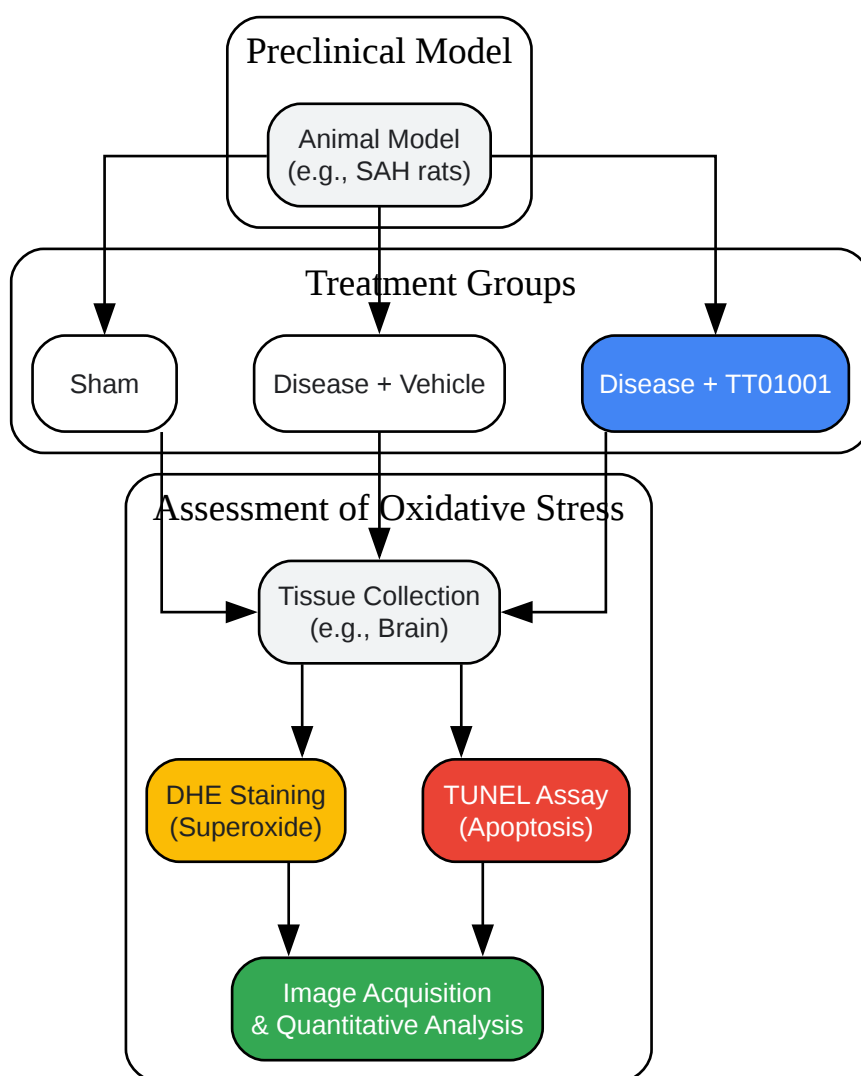 Preclinical Model
Animal Model
(e.g., SAH rats)
Treatment Groups
Sham
Disease + Vehicle
Disease + TT01001
Assessment of Oxidative Stress
Tissue Collection
(e.g., Brain)
DHE Staining
(Superoxide)
TUNEL Assay
(Apoptosis)
Image Acquisition
& Quantitative Analysis